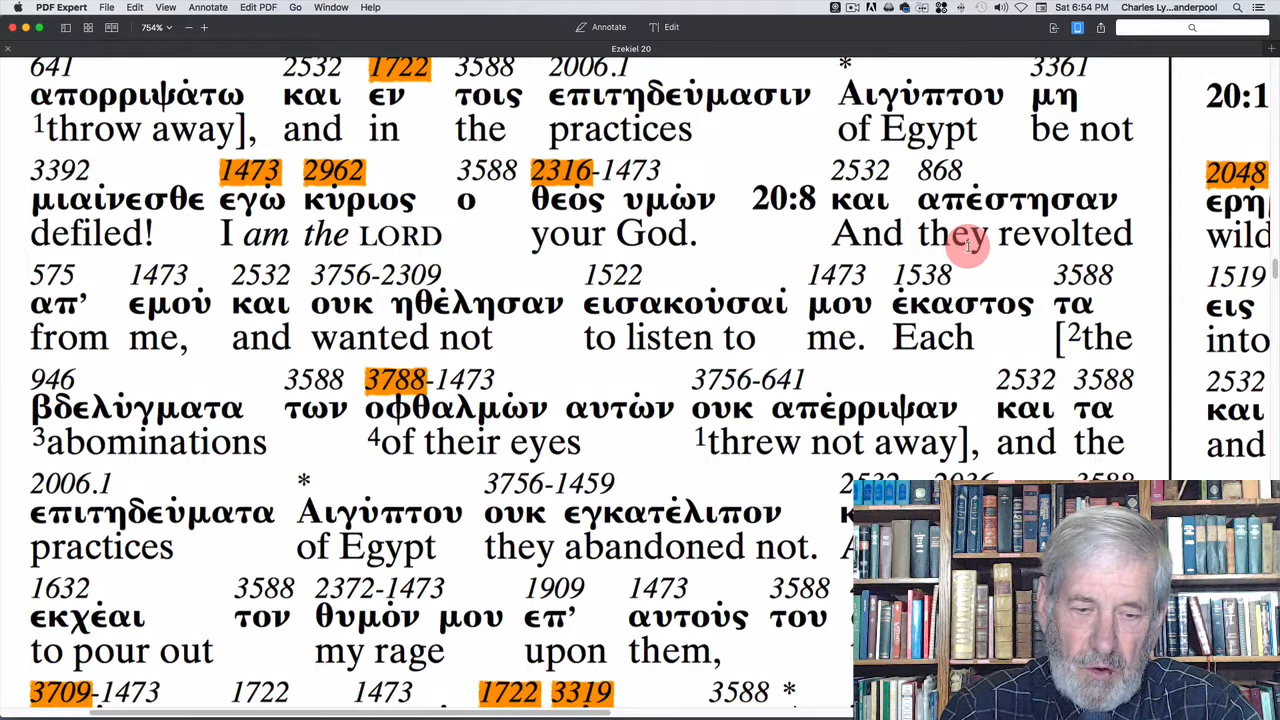 PDF Expert File Edit View Annotate Edit PDF Go Window Help Sat 6:54 PM Charles Ly...anderpool
754% Annotate Edit
Ezekiel 20
641 2532 1722 3588 2006.1 * 3361
απορριψάτω και εν τοις επιτηδεύμασιν Αιγύπτου μη 20:1
¹throw away], and in the practices of Egypt be not
3392 1473 2962 3588 2316-1473 2532 868 2048
μιαίνεσθε εγώ κύριος ο θεός υμών 20:8 και απέστησαν ερη
defiled! I am the LORD your God. And they revolted wild
575 1473 2532 3756-2309 1522 1473 1538 3588 1519
απ’ εμού και ουκ ηθέλησαν εισακούσαί μου έκαστος τα εις
from me, and wanted not to listen to me. Each [²the into
946 3588 3788-1473 3756-641 2532 3588 2532
βδελύγματα των οφθαλμών αυτών ουκ απέρριψαν και τα και
³abominations ⁴of their eyes ¹threw not away], and the and
2006.1 * 3756-1459
επιτηδεύματα Αιγύπτου ουκ εγκατέλιπον
practices of Egypt they abandoned not.
1632 3588 2372-1473 1909 1473 3588
εκχέαι τον θυμόν μου επ’ αυτούς του
to pour out my rage upon them,
3709-1473 1722 1473 1722 3319 3588 *